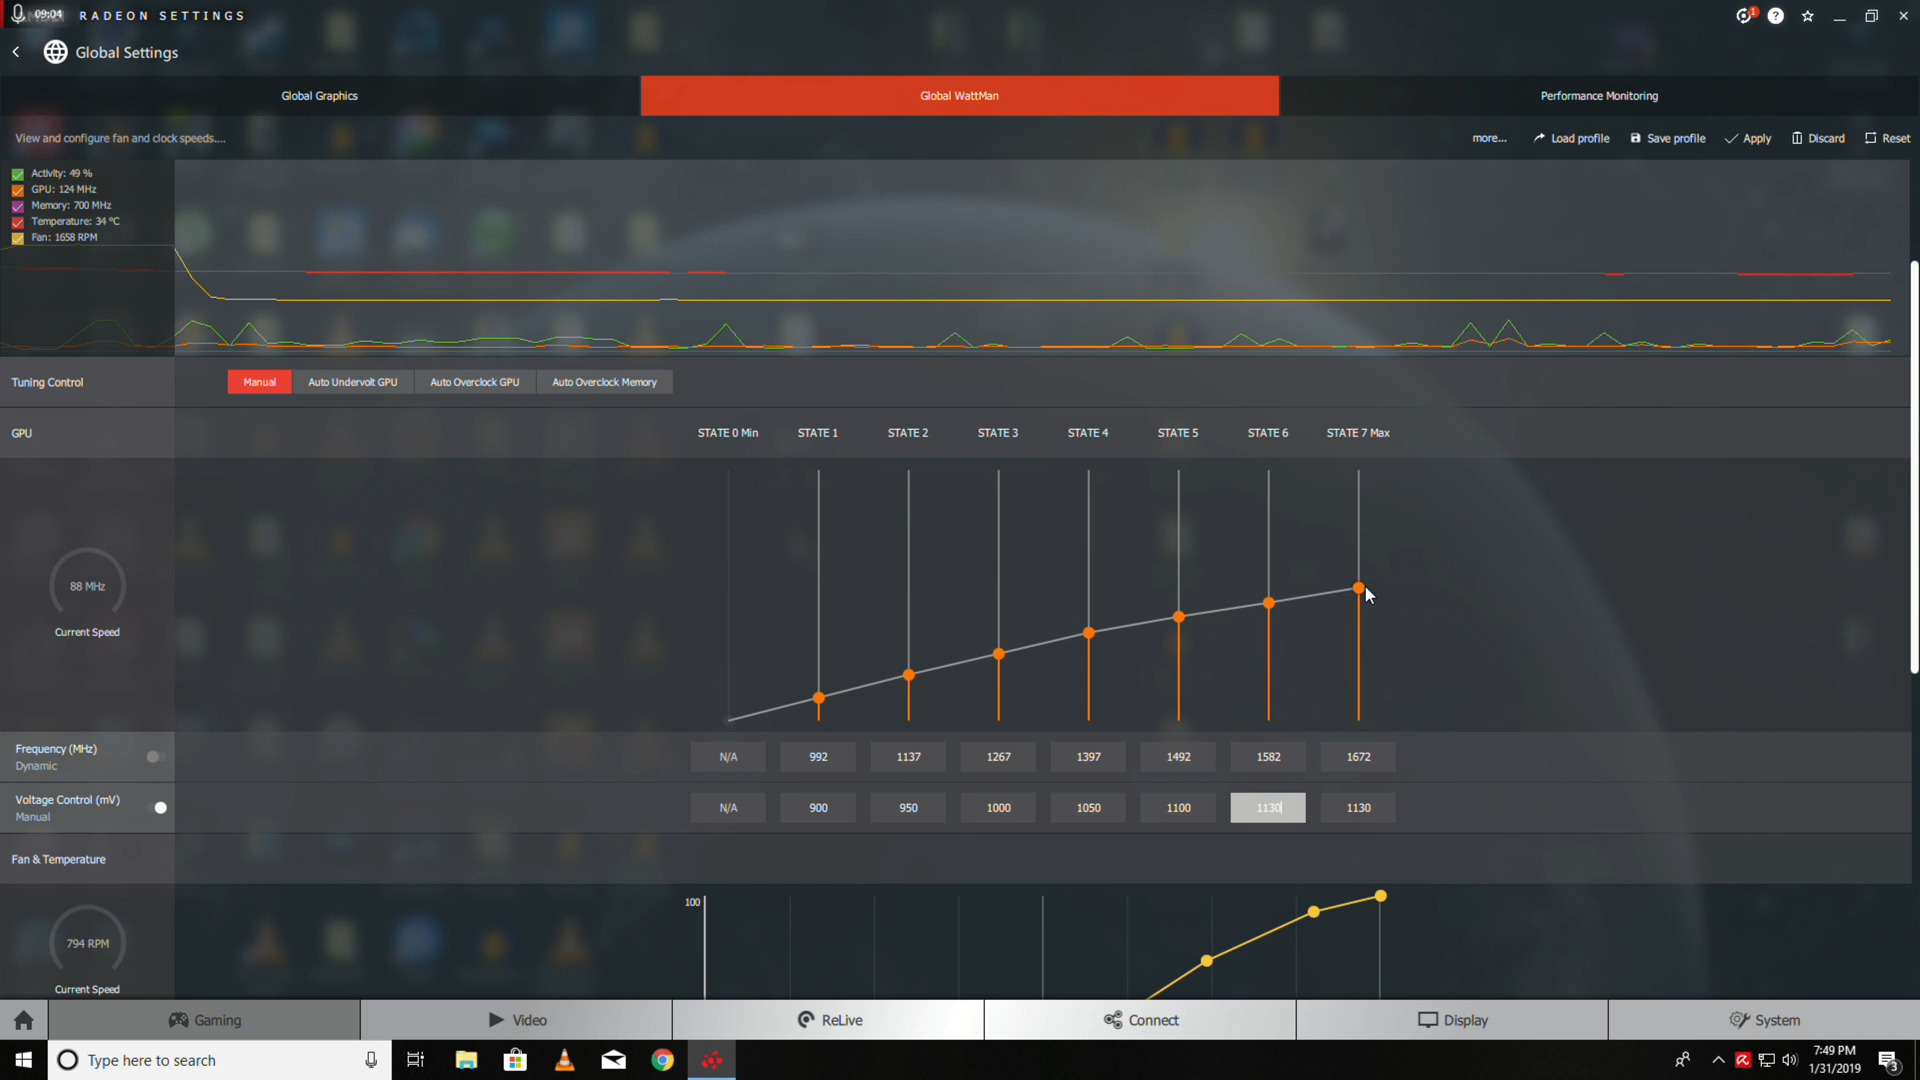 09:04 RADEON SETTINGS
1
Global Settings
Global Graphics Global WattMan Performance Monitoring
View and configure fan and clock speeds.... more... Load profile Save profile Apply Discard Reset
Activity: 49 %
GPU: 124 MHz
Memory: 700 MHz
Temperature: 34 °C
Fan: 1658 RPM
Tuning Control Manual Auto Undervolt GPU Auto Overclock GPU Auto Overclock Memory
GPU STATE 0 Min STATE 1 STATE 2 STATE 3 STATE 4 STATE 5 STATE 6 STATE 7 Max
88 MHz
Current Speed
Frequency (MHz)
Dynamic
N/A 992 1137 1267 1397 1492 1582 1672
Voltage Control (mV)
Manual
N/A 900 950 1000 1050 1100 1130 1130
Fan & Temperature
100
794 RPM
Current Speed
Gaming Video ReLive Connect Display System
Type here to search
7:49 PM
1/31/2019
3